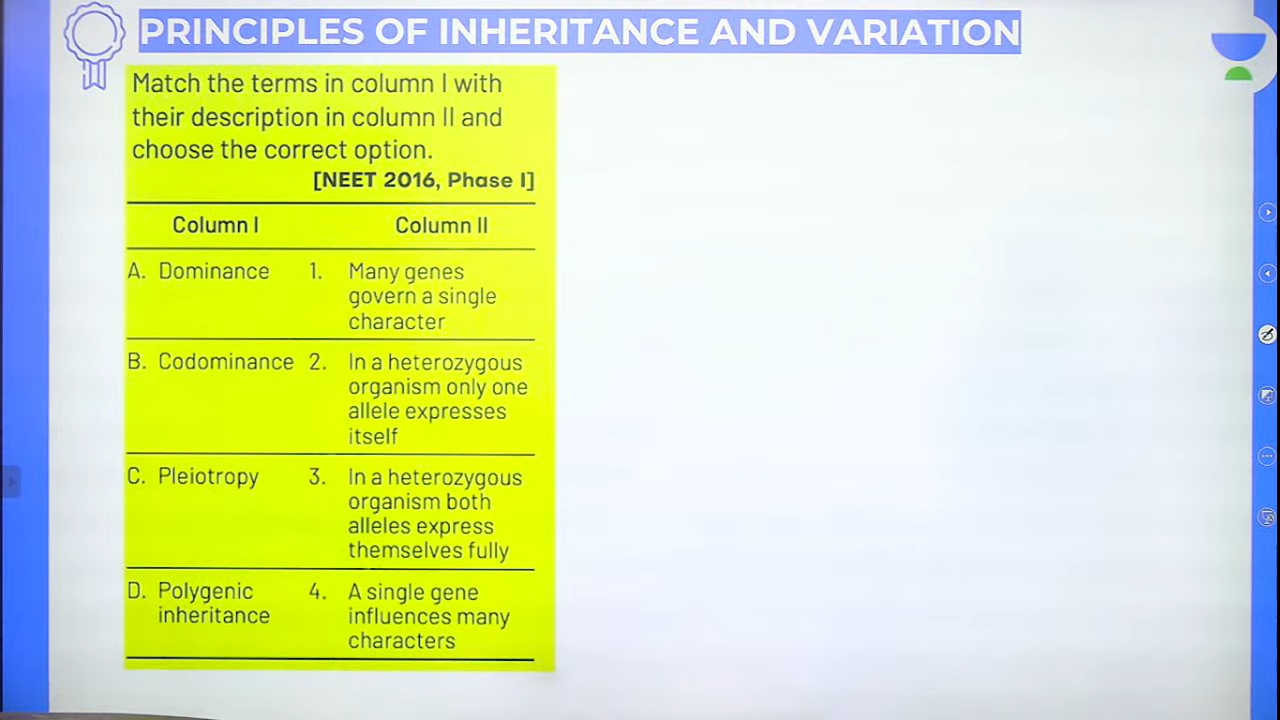 PRINCIPLES OF INHERITANCE AND VARIATION
Match the terms in column I with
their description in column II and
choose the correct option.
[NEET 2016, Phase I]
Column I Column II
A. Dominance 1. Many genes
govern a single
character
B. Codominance 2. In a heterozygous
organism only one
allele expresses
itself
C. Pleiotropy 3. In a heterozygous
organism both
alleles express
themselves fully
D. Polygenic 4. A single gene
inheritance influences many
characters